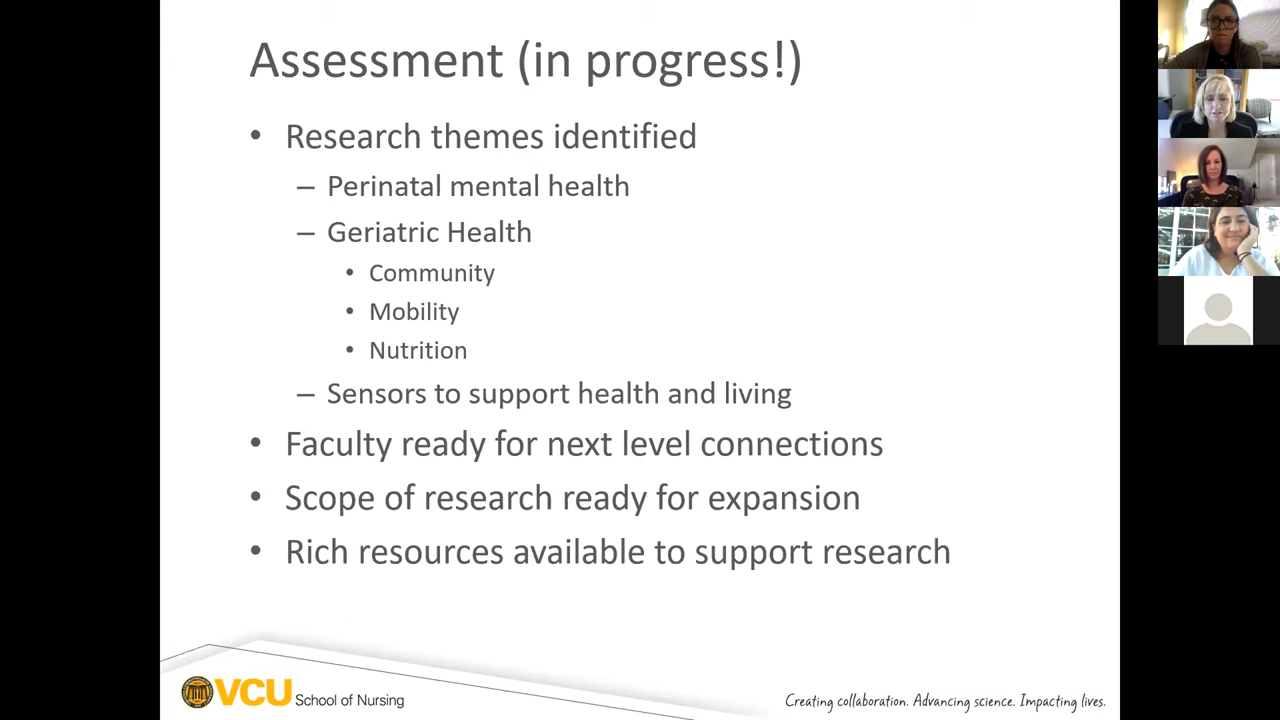 Assessment (in progress!)
• Research themes identified
– Perinatal mental health
– Geriatric Health
• Community
• Mobility
• Nutrition
– Sensors to support health and living
• Faculty ready for next level connections
• Scope of research ready for expansion
• Rich resources available to support research
VCU School of Nursing
Creating collaboration. Advancing science. Impacting lives.